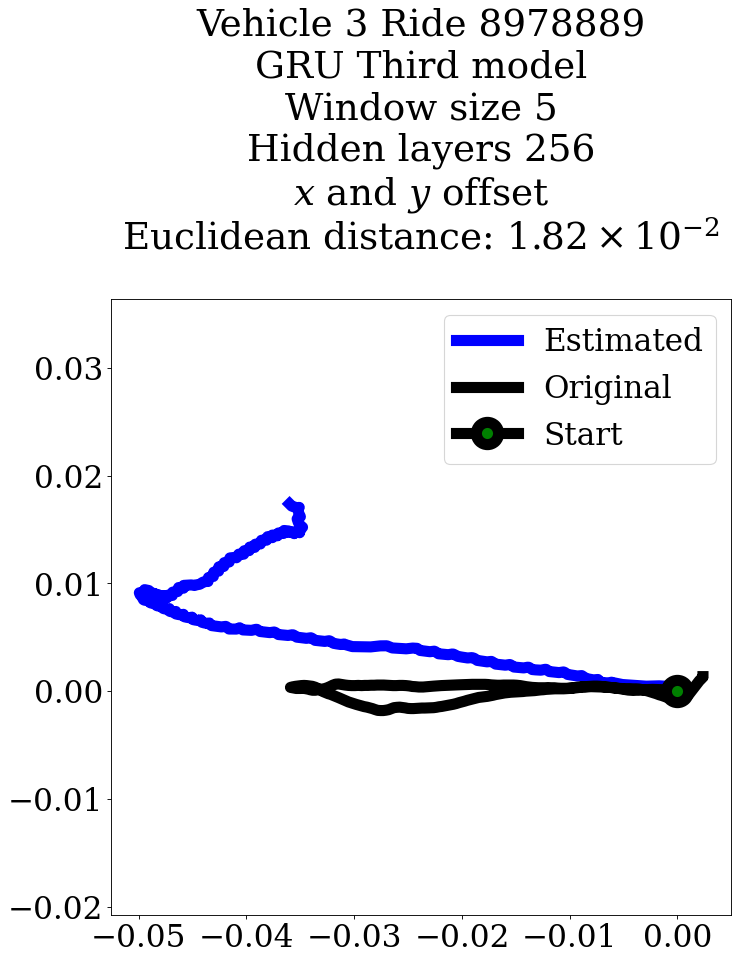 Vehicle 3 Ride 8978889
GRU Third model
Window size 5
Hidden layers 256
x and y offset
Euclidean distance: 1.82 × 10⁻²
Estimated
Original
Start
0.03
0.02
0.01
0.00
−0.01
−0.02
−0.05 −0.04 −0.03 −0.02 −0.01 0.00